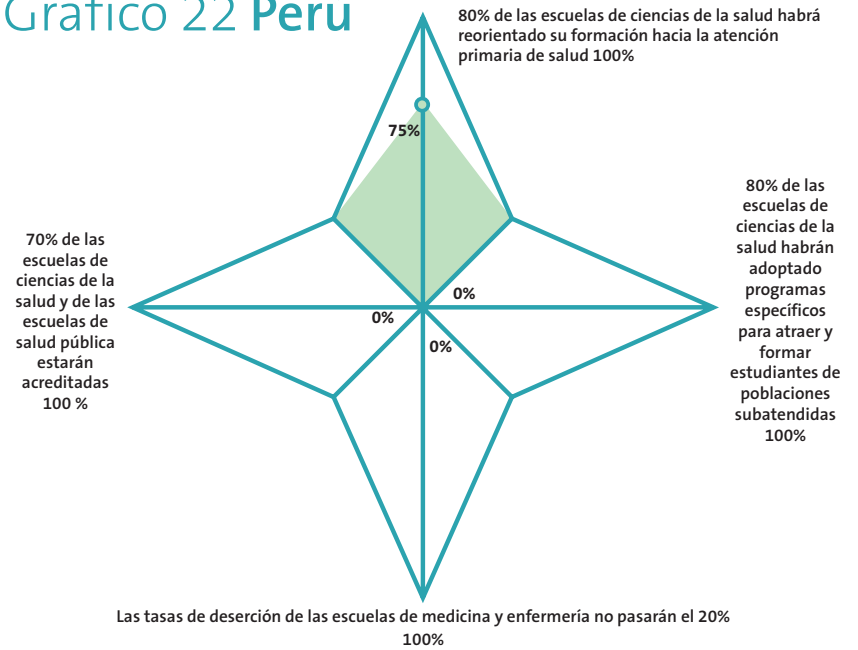 Gráfico 22 Perú
80% de las escuelas de ciencias de la salud habrá
reorientado su formación hacia la atención
primaria de salud 100%
75%
80% de las
escuelas de
ciencias de la
salud habrán
adoptado
programas
específicos
para atraer y
formar
estudiantes de
poblaciones
subatendidas
100%
70% de las
escuelas de
ciencias de la
salud y de las
escuelas de
salud pública
estarán
acreditadas
100 %
0%
0%
0%
Las tasas de deserción de las escuelas de medicina y enfermería no pasarán el 20%
100%